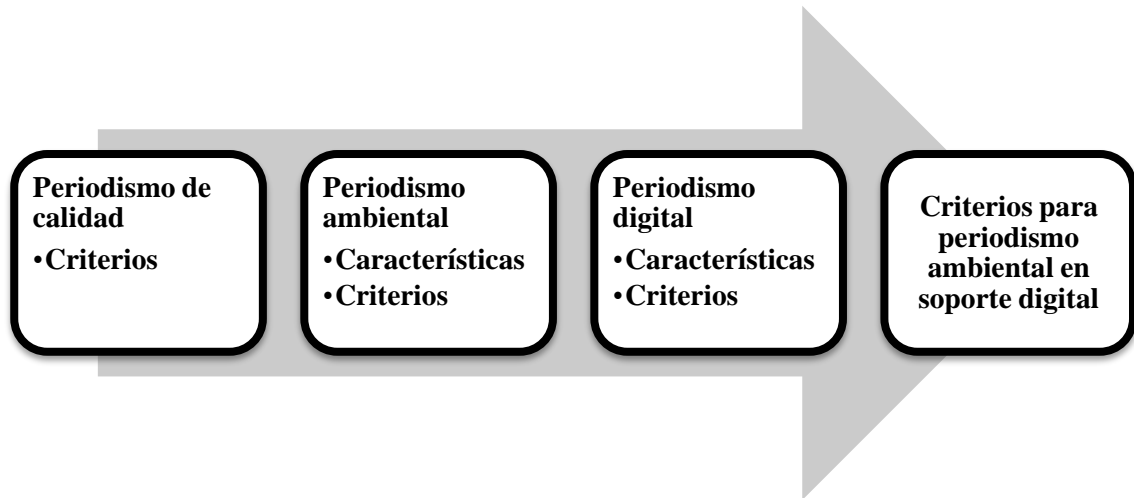 Periodismo de
calidad
•Criterios
Periodismo
ambiental
•Características
•Criterios
Periodismo
digital
•Características
•Criterios
Criterios para
periodismo
ambiental en
soporte digital